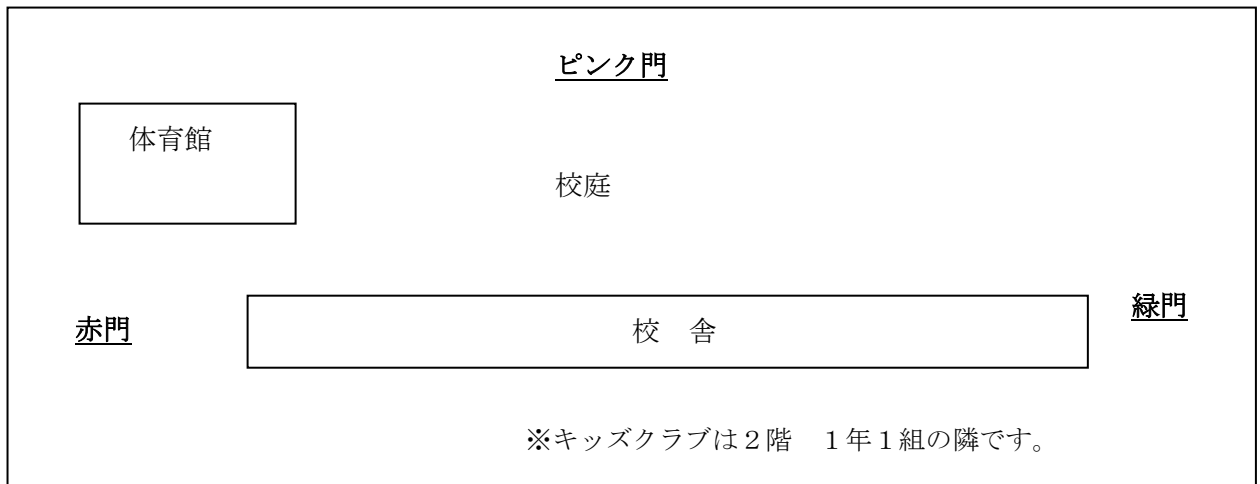 ピンク門
体育館
校庭
緑門
赤門
校　舎
※キッズクラブは２階　１年１組の隣です。